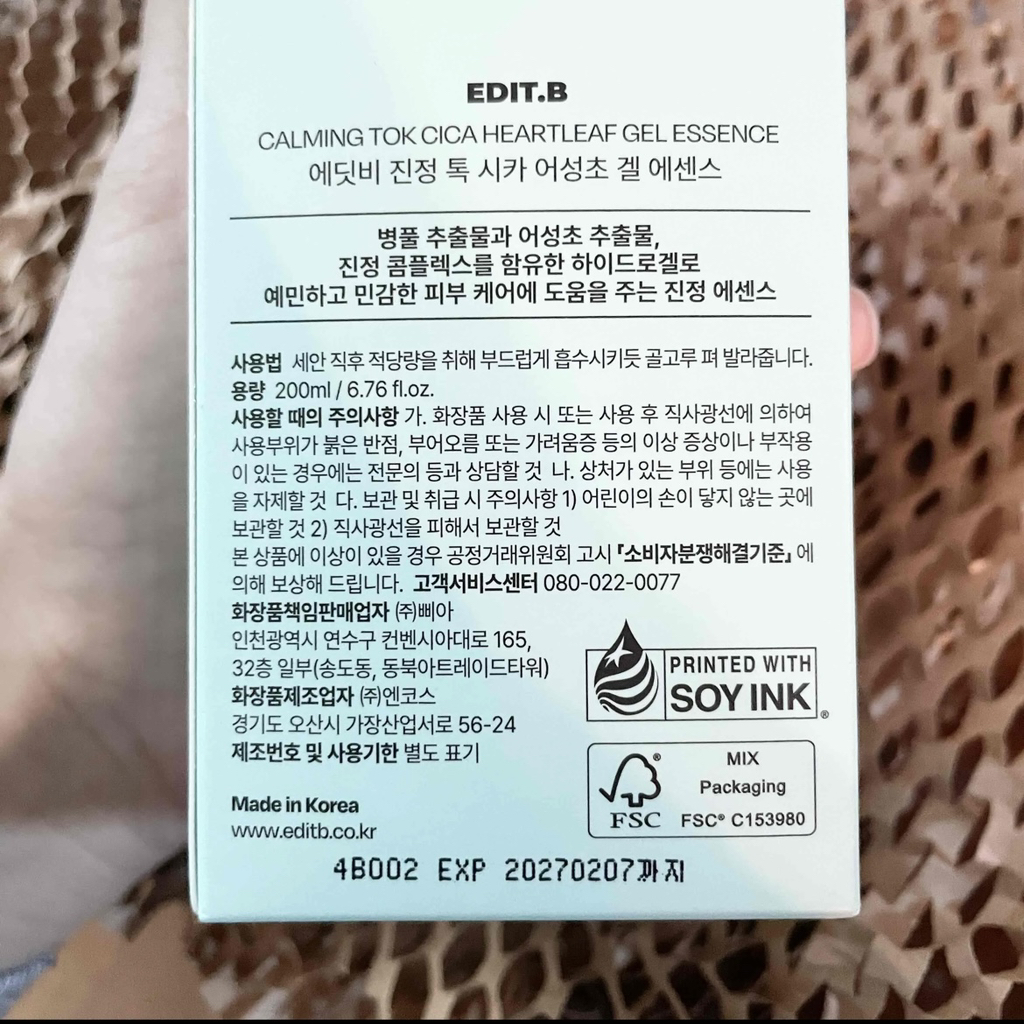 EDIT.B
CALMING TOK CICA HEARTLEAF GEL ESSENCE
에딧비 진정 톡 시카 어성초 겔 에센스
병풀 추출물과 어성초 추출물,
진정 콤플렉스를 함유한 하이드로겔로
예민하고 민감한 피부 케어에 도움을 주는 진정 에센스
사용법 세안 직후 적당량을 취해 부드럽게 흡수시키듯 골고루 펴 발라줍니다.
용량 200ml / 6.76 fl.oz.
사용할 때의 주의사항 가. 화장품 사용 시 또는 사용 후 직사광선에 의하여
사용부위가 붉은 반점, 부어오름 또는 가려움증 등의 이상 증상이나 부작용
이 있는 경우에는 전문의 등과 상담할 것 나. 상처가 있는 부위 등에는 사용
을 자제할 것 다. 보관 및 취급 시 주의사항 1) 어린이의 손이 닿지 않는 곳에
보관할 것 2) 직사광선을 피해서 보관할 것
본 상품에 이상이 있을 경우 공정거래위원회 고시 『소비자분쟁해결기준』에
의해 보상해 드립니다. 고객서비스센터 080-022-0077
화장품책임판매업자 (주)삐아
인천광역시 연수구 컨벤시아대로 165,
32층 일부(송도동, 동북아트레이드타워)
화장품제조업자 (주)엔코스
경기도 오산시 가장산업서로 56-24
제조번호 및 사용기한 별도 표기
Made in Korea
www.editb.co.kr
PRINTED WITH
SOY INK®
MIX
Packaging
FSC® C153980
FSC
4B002 EXP 20270207까지